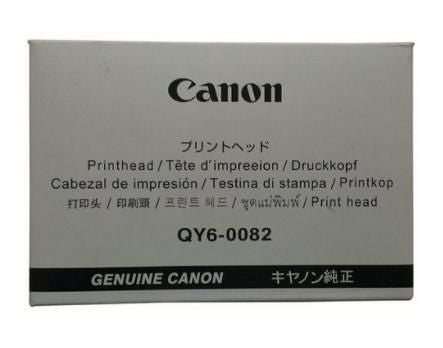 Canon
プリントヘッド
Printhead / Tête d'impreeion / Druckkopf
Cabezal de impresión / Testina di stampa / Printkop
打印头 / 印刷頭 / 프린트 헤드 / ชุดแม่พิมพ์ / Print head
QY6-0082
GENUINE CANON キヤノン純正